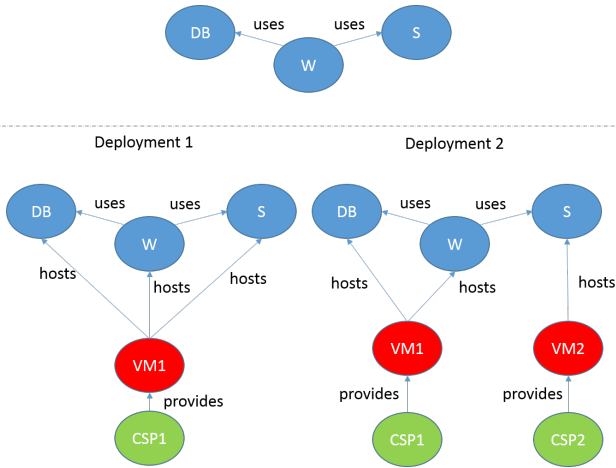 DB
uses
uses
S
W
Deployment 1
Deployment 2
DB
uses
uses
S
DB
uses
uses
S
W
W
hosts
hosts
hosts
hosts
hosts
hosts
VM1
VM1
VM2
provides
provides
provides
CSP1
CSP1
CSP2